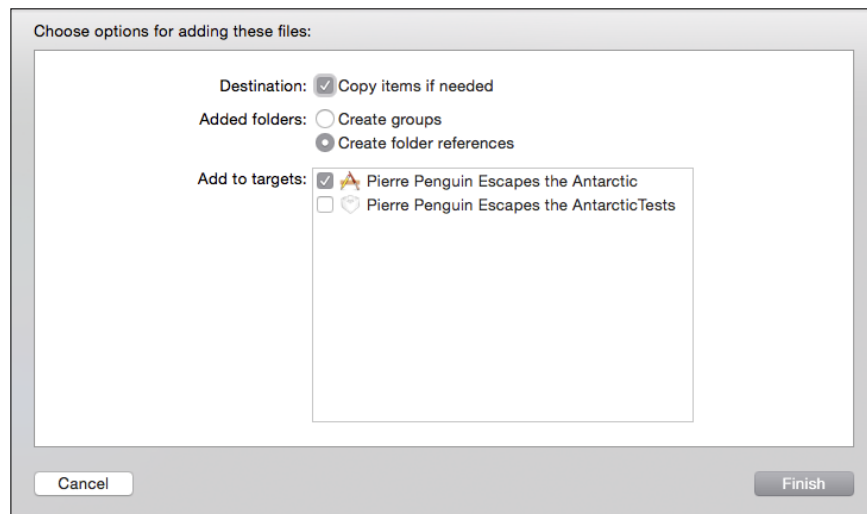 Choose options for adding these files:
Destination: Copy items if needed
Added folders: Create groups
Create folder references
Add to targets: Pierre Penguin Escapes the Antarctic
Pierre Penguin Escapes the AntarcticTests
Cancel Finish